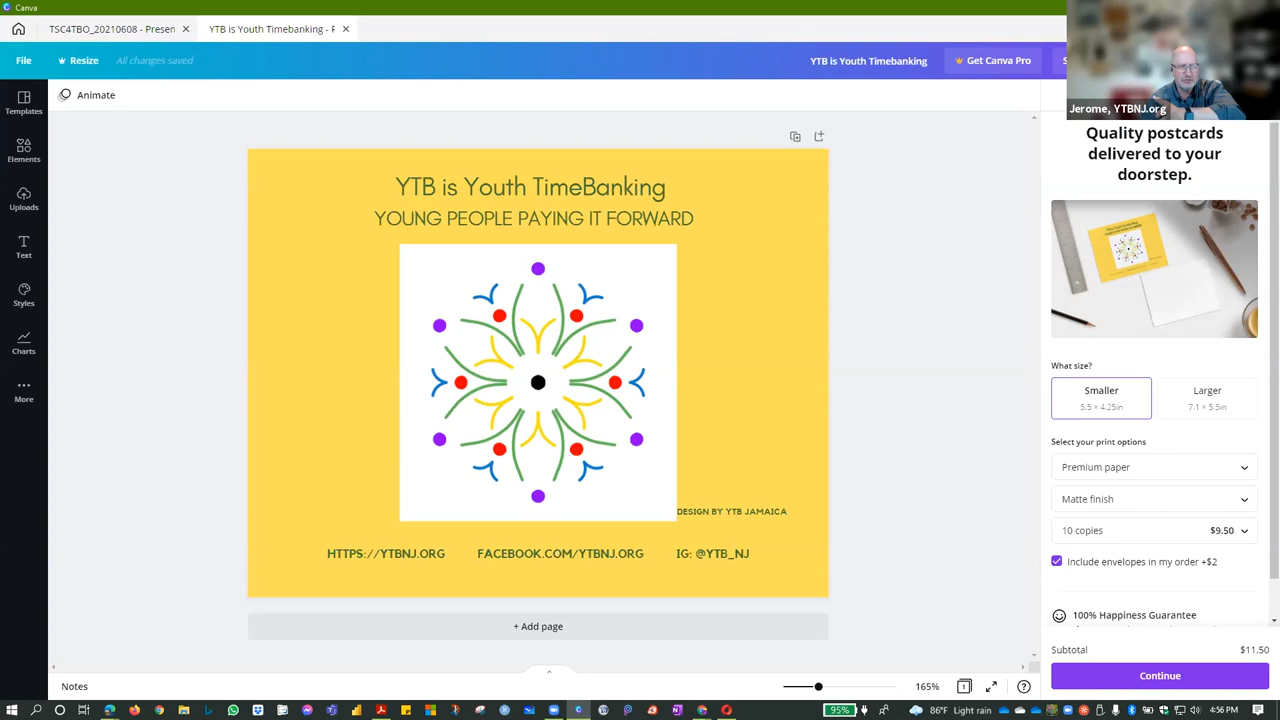 Canva
TSC4TBO_20210608 - Presen
YTB is Youth Timebanking - P
File
Resize
All changes saved
YTB is Youth Timebanking
Get Canva Pro
Jerome, YTBNJ.org
Templates
Elements
Uploads
Text
Styles
Charts
More
Animate
YTB is Youth TimeBanking
YOUNG PEOPLE PAYING IT FORWARD
DESIGN BY YTB JAMAICA
HTTPS://YTBNJ.ORG FACEBOOK.COM/YTBNJ.ORG IG: @YTB_NJ
+ Add page
Quality postcards
delivered to your
doorstep.
What size?
Smaller
5.5 × 4.25in
Larger
7.1 × 5.5in
Select your print options
Premium paper
Matte finish
10 copies $9.50
Include envelopes in my order +$2
100% Happiness Guarantee
Subtotal $11.50
Continue
Notes
165%
1
95%
86°F Light rain
4:56 PM